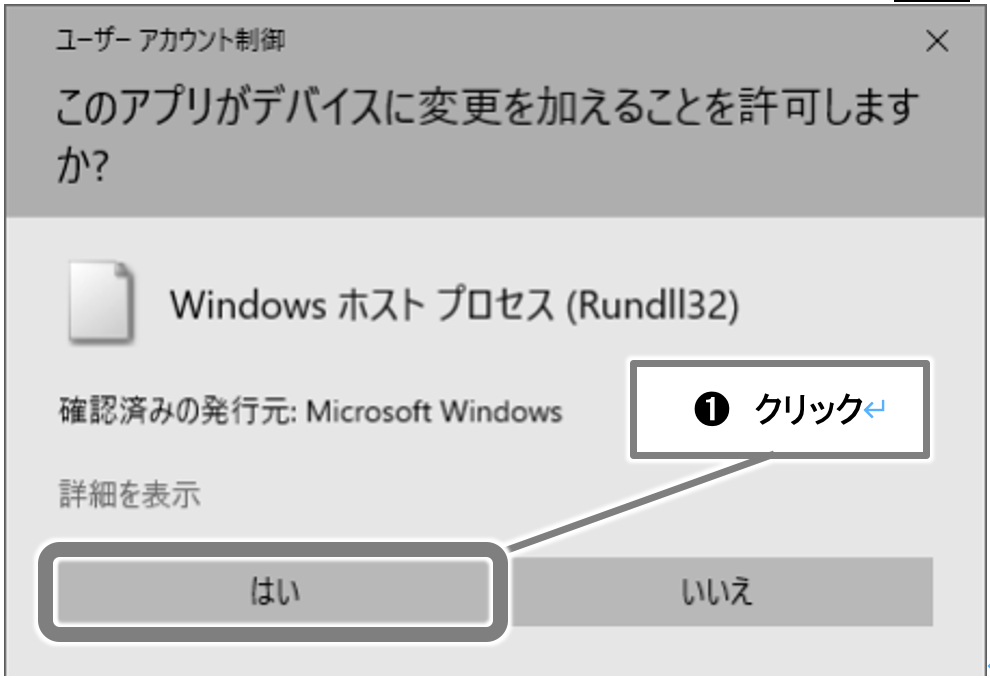 ユーザー アカウント制御
このアプリがデバイスに変更を加えることを許可します
か?
Windows ホスト プロセス (Rundll32)
確認済みの発行元: Microsoft Windows
❶ クリック↵
詳細を表示
はい
いいえ